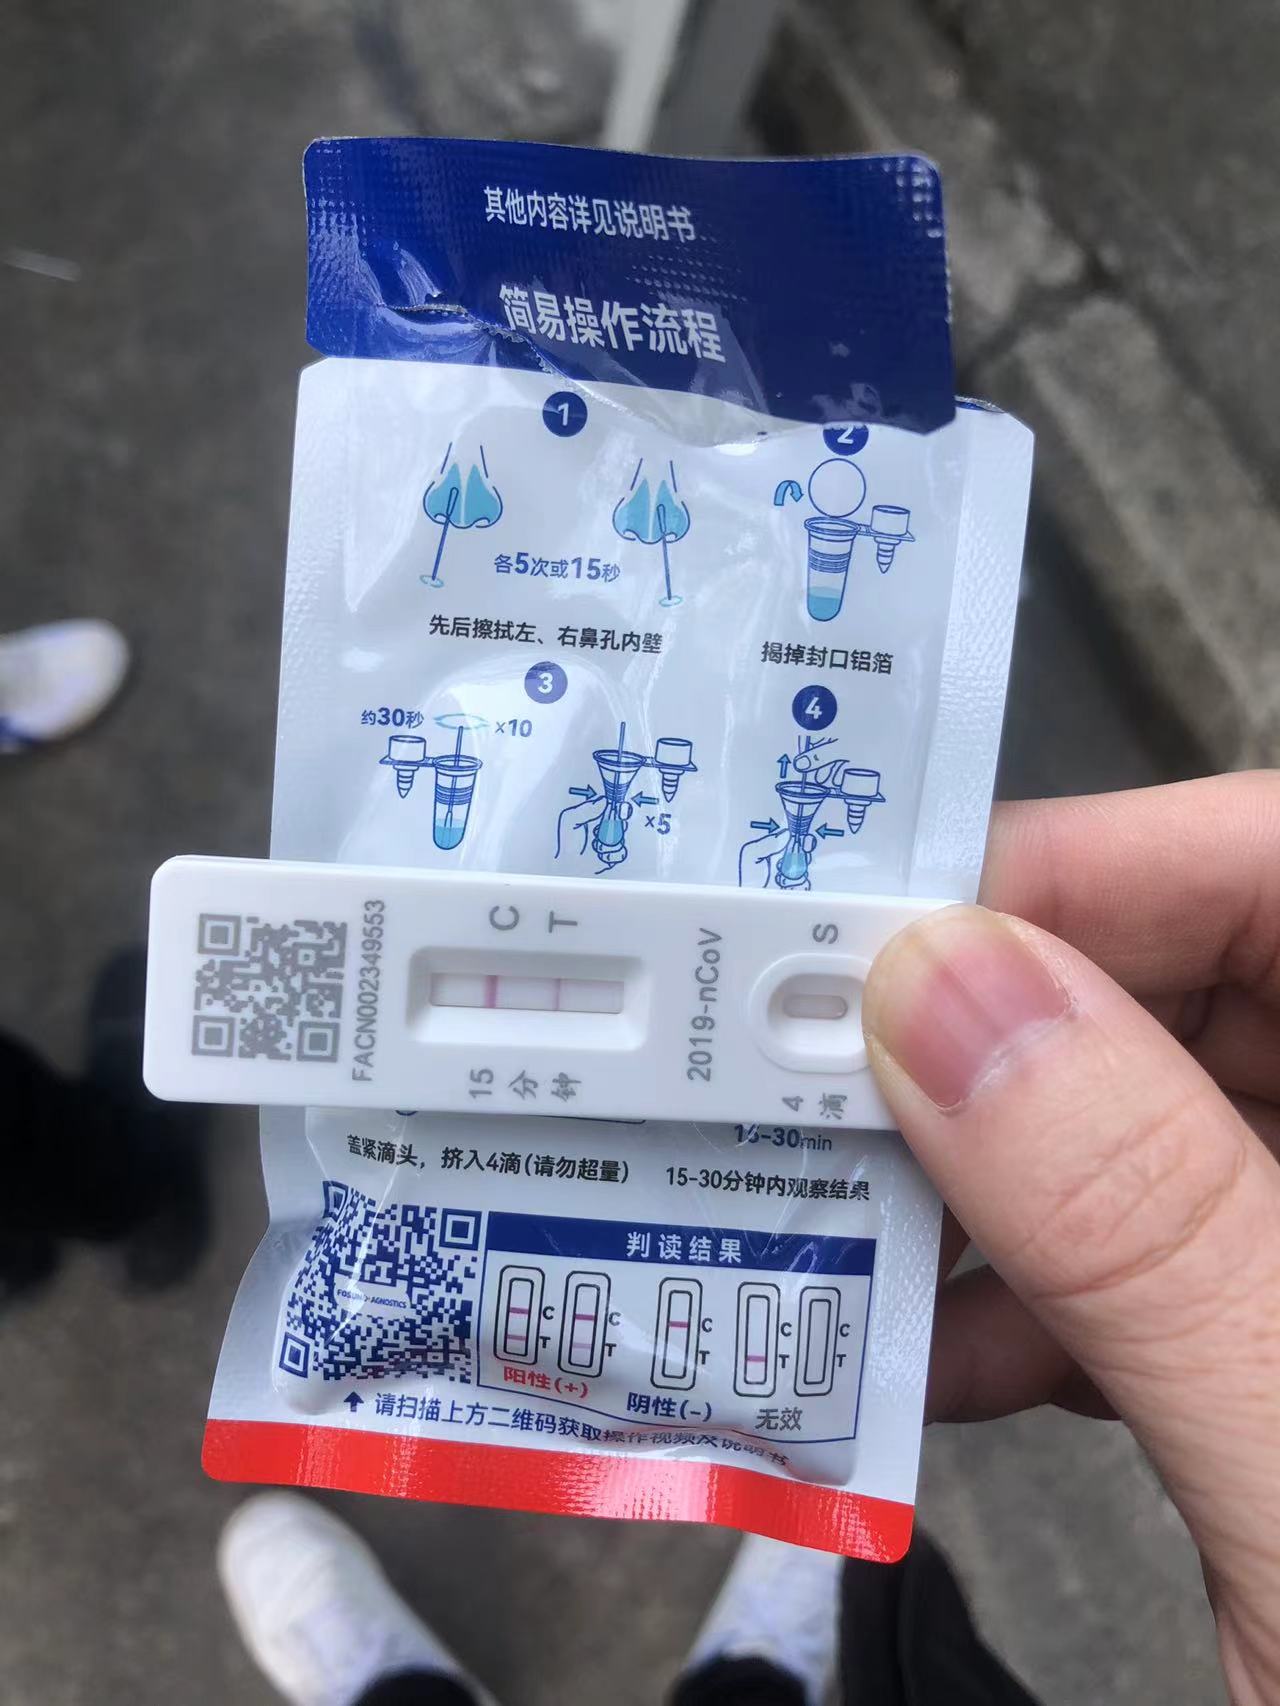 其他内容详见说明书
简易操作流程
1
2
各5次或15秒
先后擦拭左、右鼻孔内壁
揭掉封口铝箔
3
4
约30秒
x10
x5
FACN002349553
C
T
15分钟
2019-nCoV
S
4滴
-30min
盖紧滴头，挤入4滴(请勿超量)
15-30分钟内观察结果
判读结果
C
T
C
T
C
T
C
T
C
T
阳性(+)
阴性(-)
无效
请扫描上方二维码获取操作视频及说明书